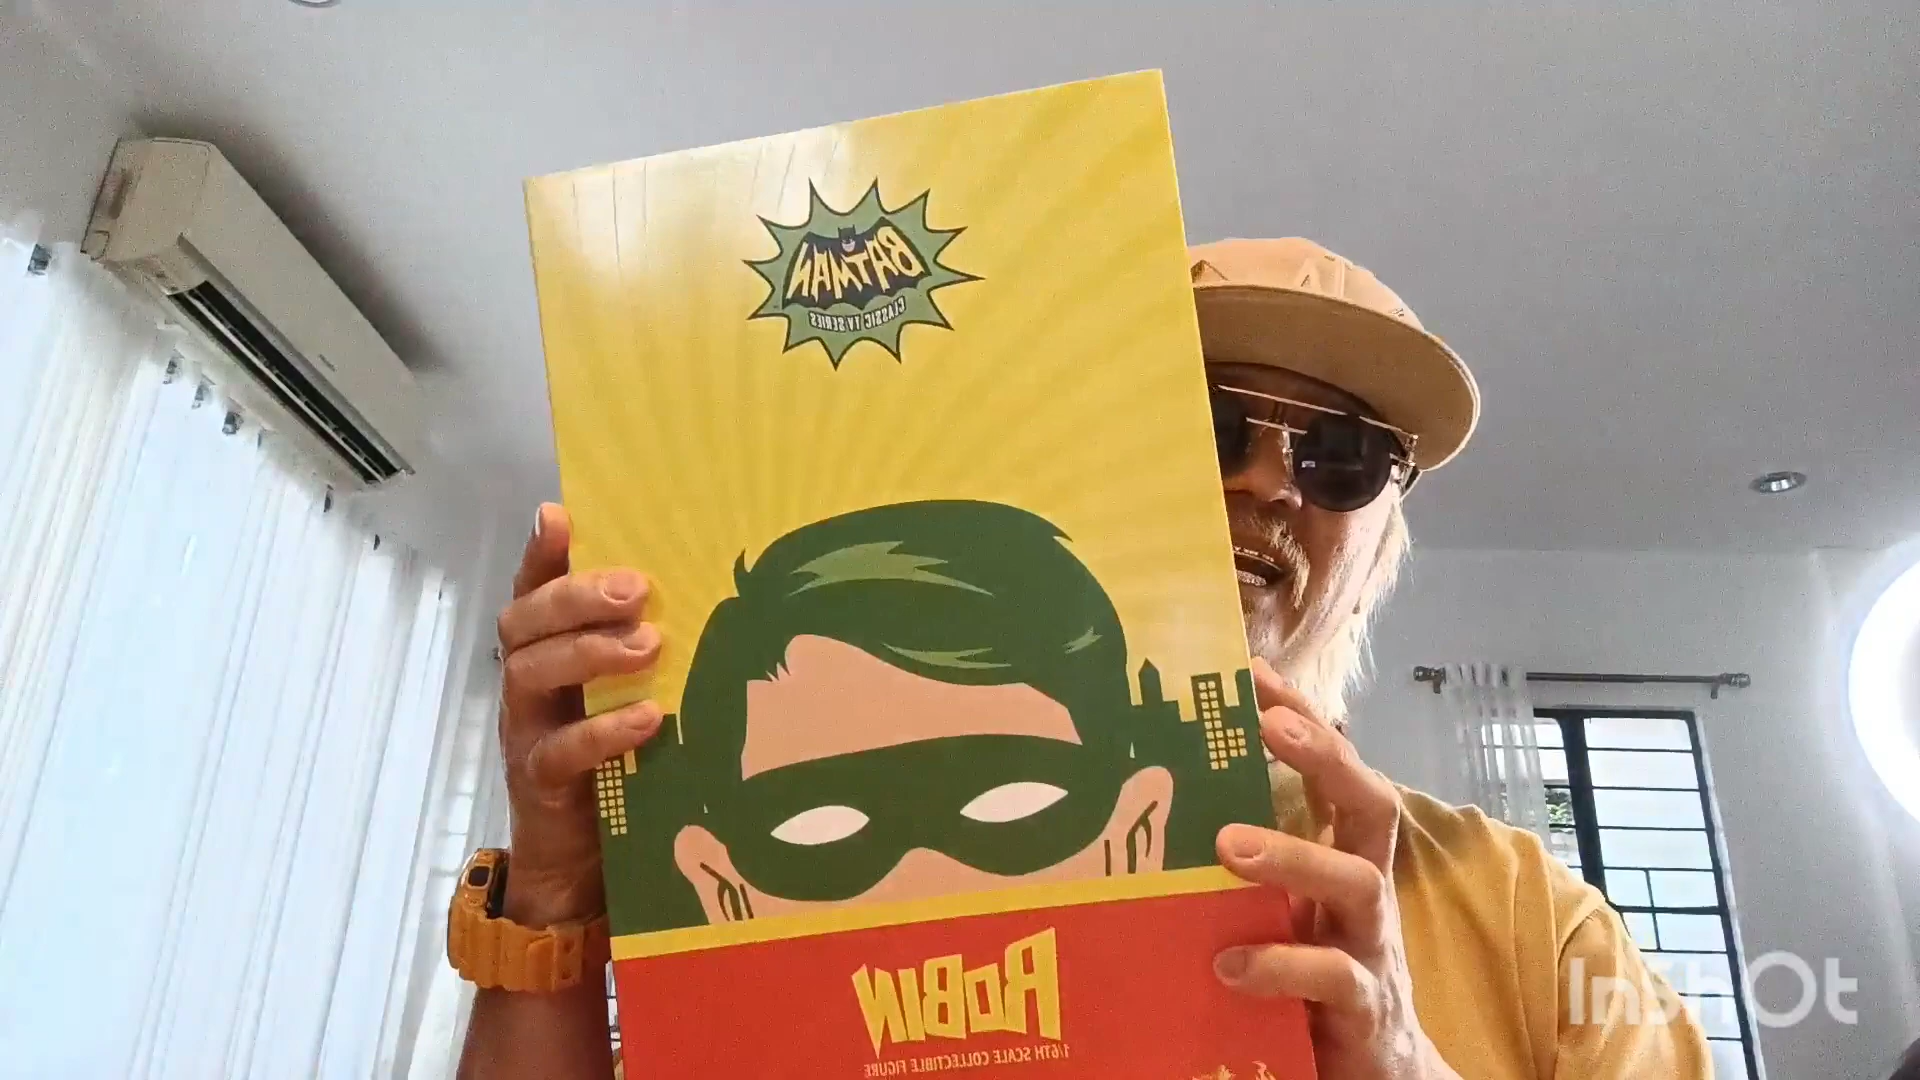 BATMAN
CLASSIC TV SERIES
ROBIN
1/6TH SCALE COLLECTIBLE FIGURE
InshOt